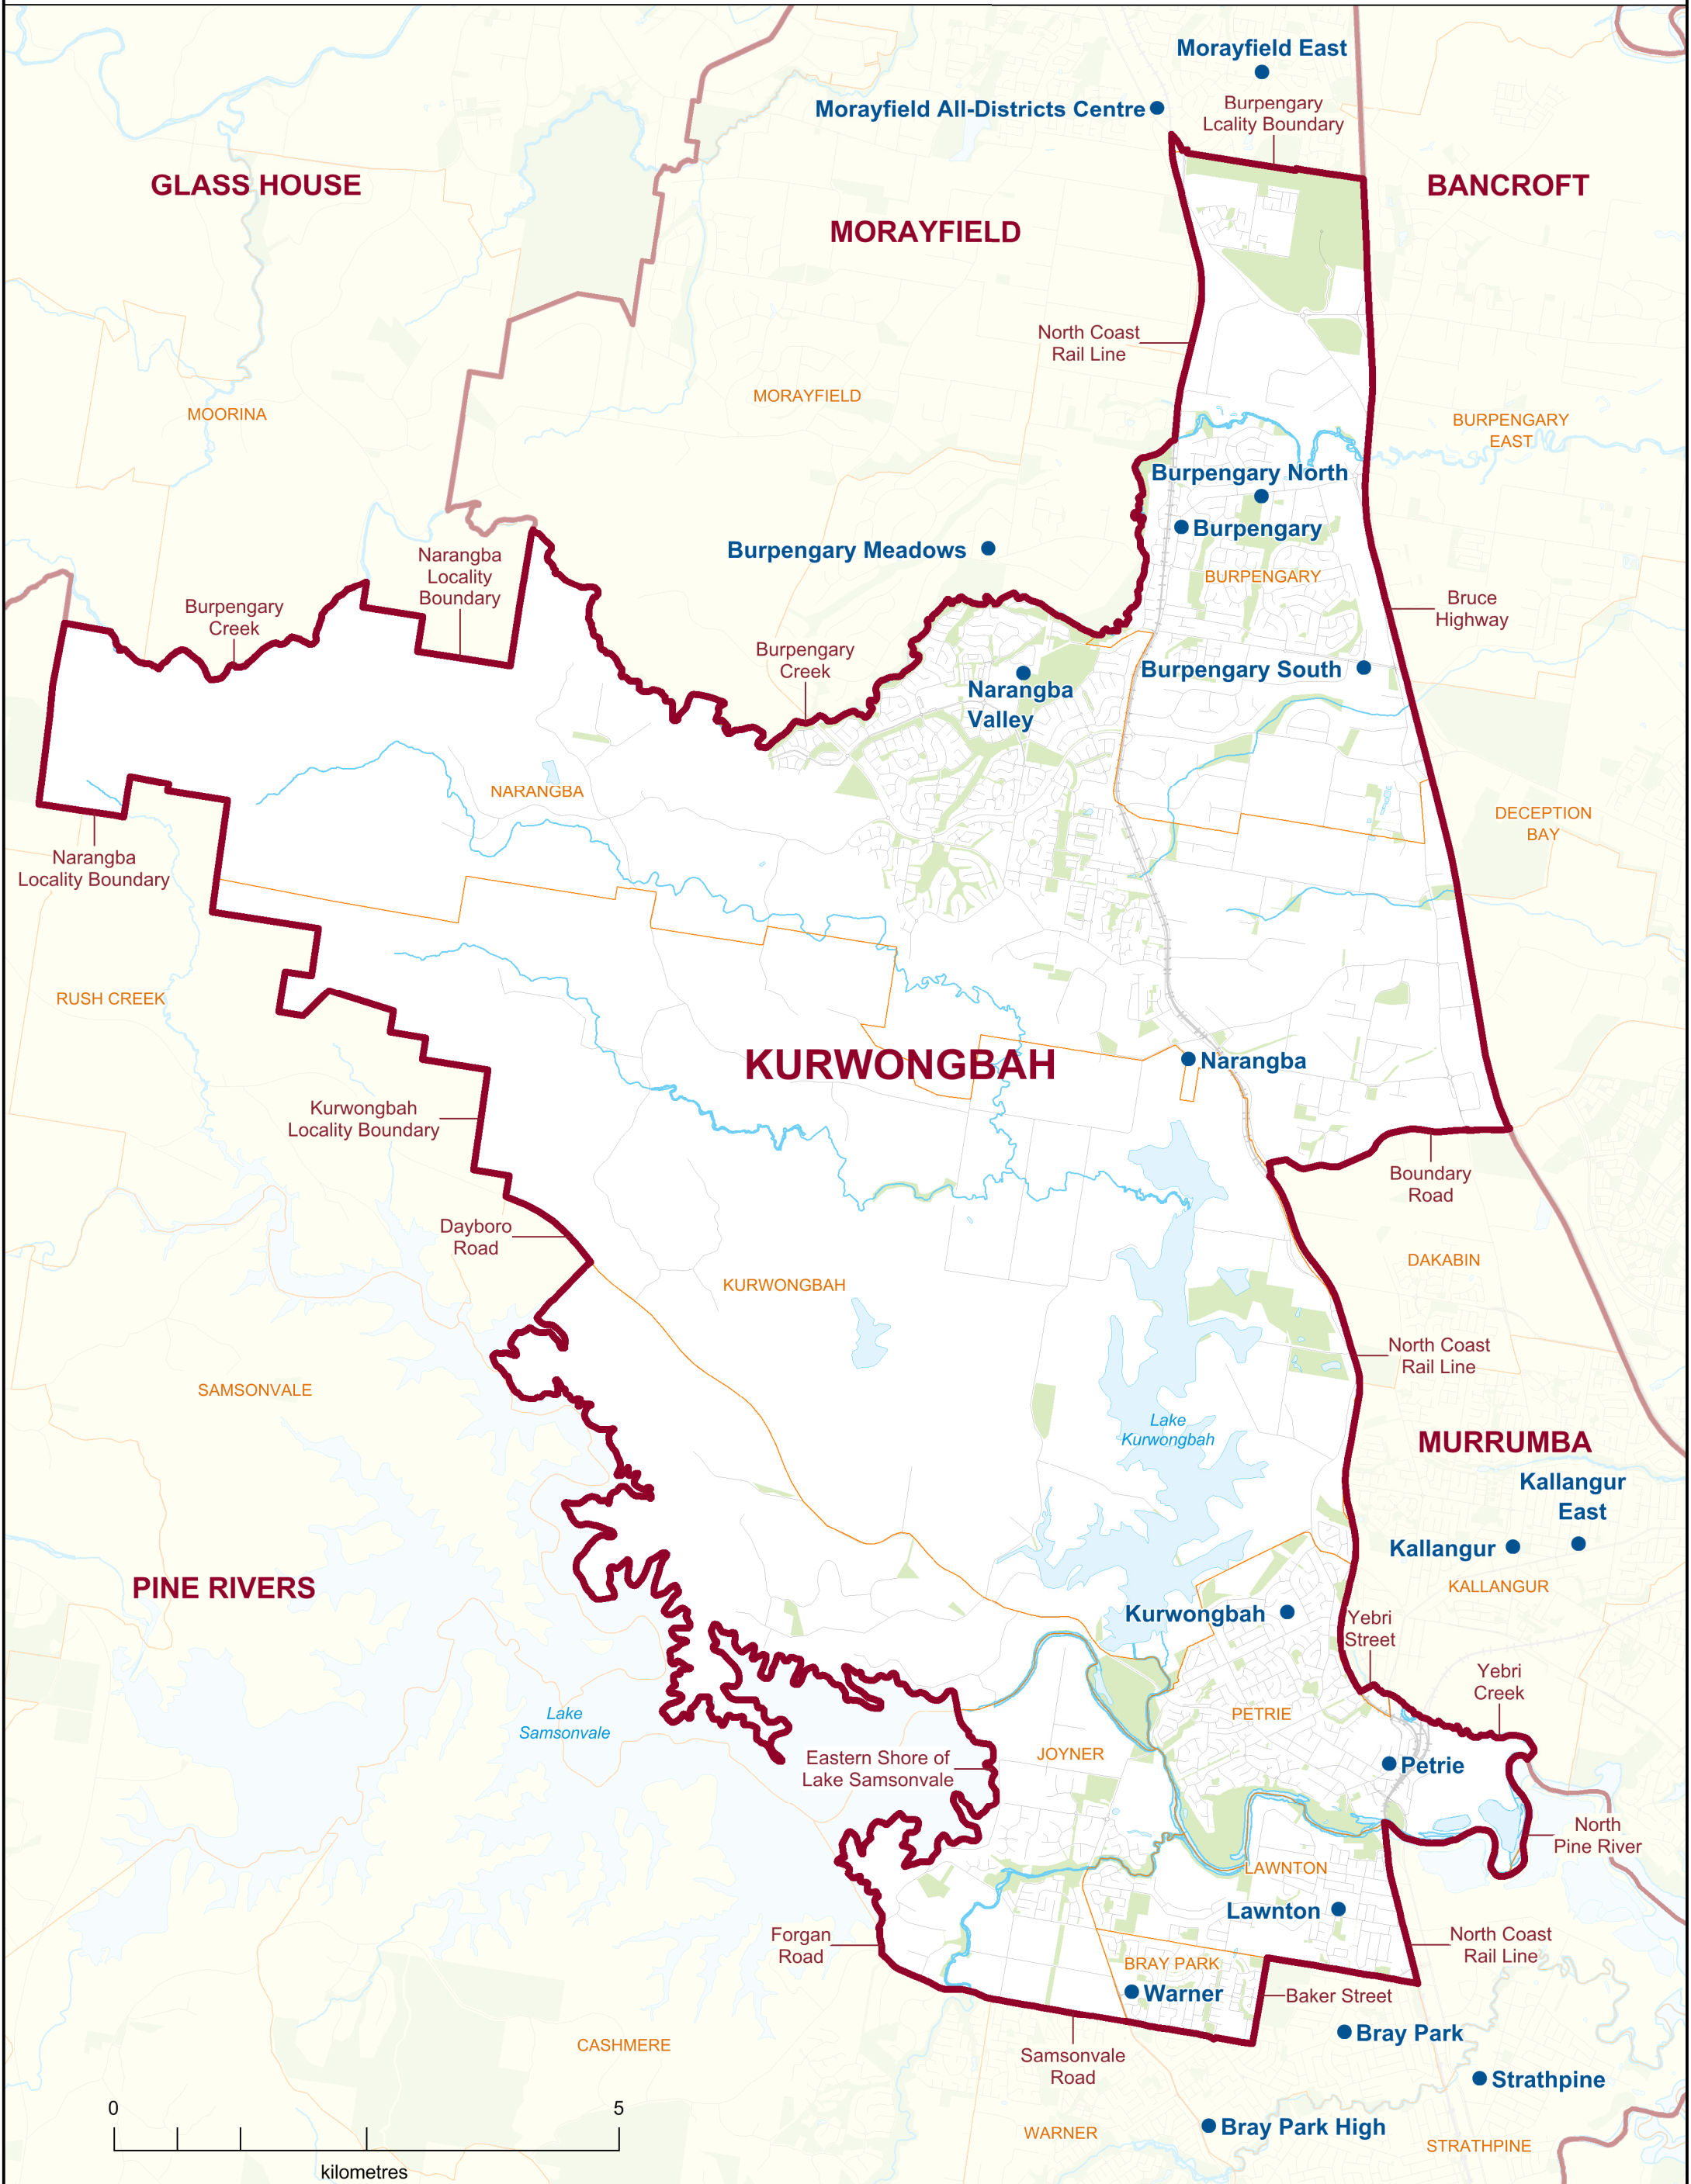 Morayfield East
Morayfield All-Districts Centre
Burpengary
Lcality Boundary
GLASS HOUSE
BANCROFT
MORAYFIELD
North Coast
Rail Line
MORAYFIELD
MOORINA
BURPENGARY
EAST
Burpengary North
Burpengary
Burpengary Meadows
Narangba
Locality
Boundary
BURPENGARY
Burpengary
Creek
Bruce
Highway
Burpengary
Creek
Burpengary South
Narangba
Valley
NARANGBA
DECEPTION
BAY
Narangba
Locality Boundary
RUSH CREEK
KURWONGBAH
Narangba
Kurwongbah
Locality Boundary
Boundary
Road
Dayboro
Road
DAKABIN
KURWONGBAH
North Coast
Rail Line
SAMSONVALE
Lake
Kurwongbah
MURRUMBA
Kallangur
East
Kallangur
PINE RIVERS
KALLANGUR
Kurwongbah
Yebri
Street
Yebri
Creek
Lake
Samsonvale
PETRIE
JOYNER
Eastern Shore of
Lake Samsonvale
Petrie
North
Pine River
LAWNTON
Lawnton
Forgan
Road
North Coast
Rail Line
BRAY PARK
Warner
Baker Street
Bray Park
CASHMERE
Samsonvale
Road
Strathpine
0
5
kilometres
Bray Park High
WARNER
STRATHPINE